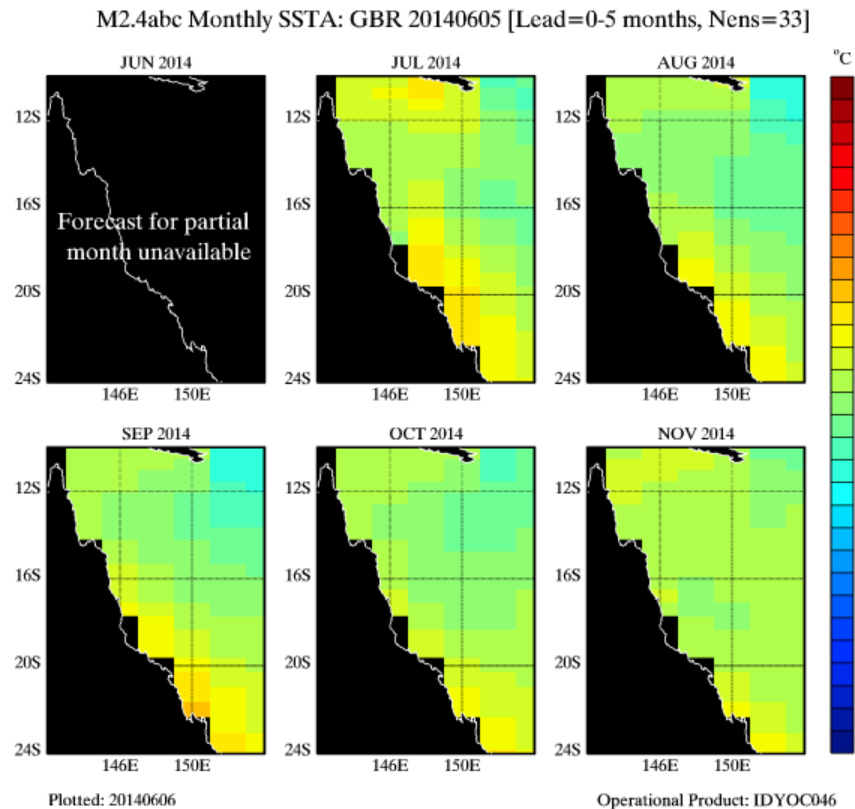 M2.4abc Monthly SSTA: GBR 20140605 [Lead=0-5 months, Nens=33]
°C
JUN 2014
JUL 2014
AUG 2014
12S
12S
12S
16S
16S
16S
Forecast for partial
month unavailable
20S
20S
20S
24S
24S
24S
146E 150E
146E 150E
146E 150E
SEP 2014
OCT 2014
NOV 2014
12S
12S
12S
16S
16S
16S
20S
20S
20S
24S
24S
24S
146E 150E
146E 150E
146E 150E
Plotted: 20140606
Operational Product: IDYOC046